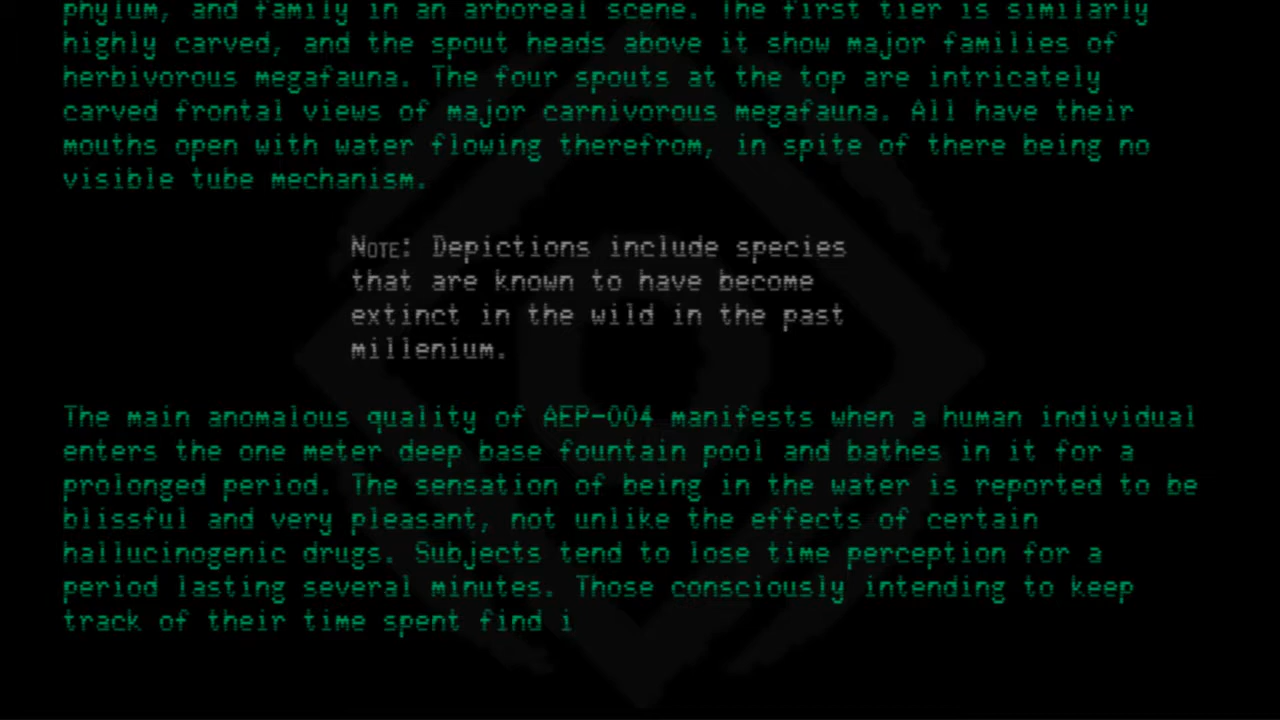 phylum, and family in an arboreal scene. The first tier is similarly
highly carved, and the spout heads above it show major families of
herbivorous megafauna. The four spouts at the top are intricately
carved frontal views of major carnivorous megafauna. All have their
mouths open with water flowing therefrom, in spite of there being no
visible tube mechanism.
NOTE: Depictions include species
that are known to have become
extinct in the wild in the past
millenium.
The main anomalous quality of AEP-004 manifests when a human individual
enters the one meter deep base fountain pool and bathes in it for a
prolonged period. The sensation of being in the water is reported to be
blissful and very pleasant, not unlike the effects of certain
hallucinogenic drugs. Subjects tend to lose time perception for a
period lasting several minutes. Those consciously intending to keep
track of their time spent find i